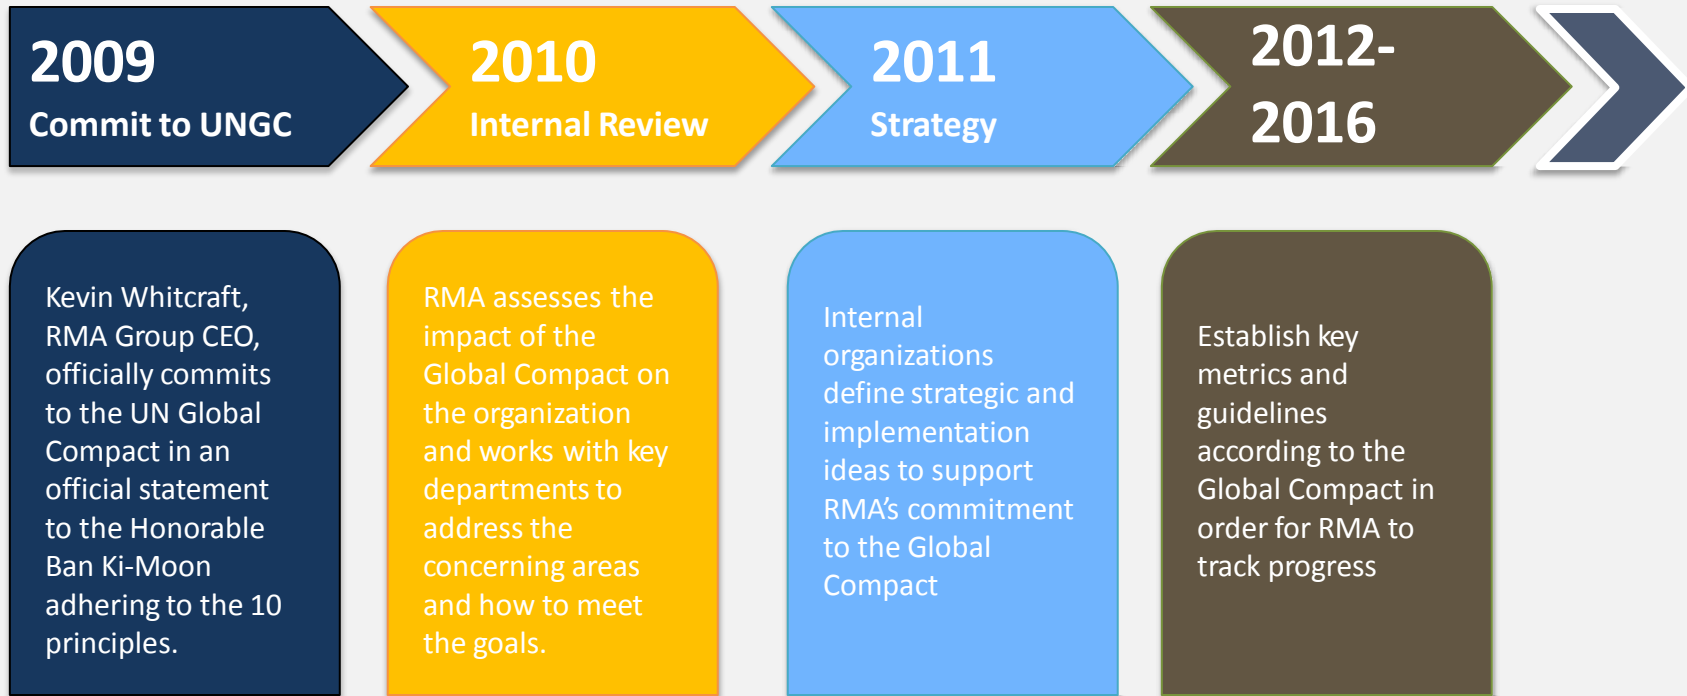 2009
Commit to UNGC
2010
Internal Review
2011
Strategy
2012-
2016
Kevin Whitcraft,
RMA Group CEO,
officially commits
to the UN Global
Compact in an
official statement
to the Honorable
Ban Ki-Moon
adhering to the 10
principles.
RMA assesses the
impact of the
Global Compact on
the organization
and works with key
departments to
address the
concerning areas
and how to meet
the goals.
Internal
organizations
define strategic and
implementation
ideas to support
RMA’s commitment
to the Global
Compact
Establish key
metrics and
guidelines
according to the
Global Compact in
order for RMA to
track progress